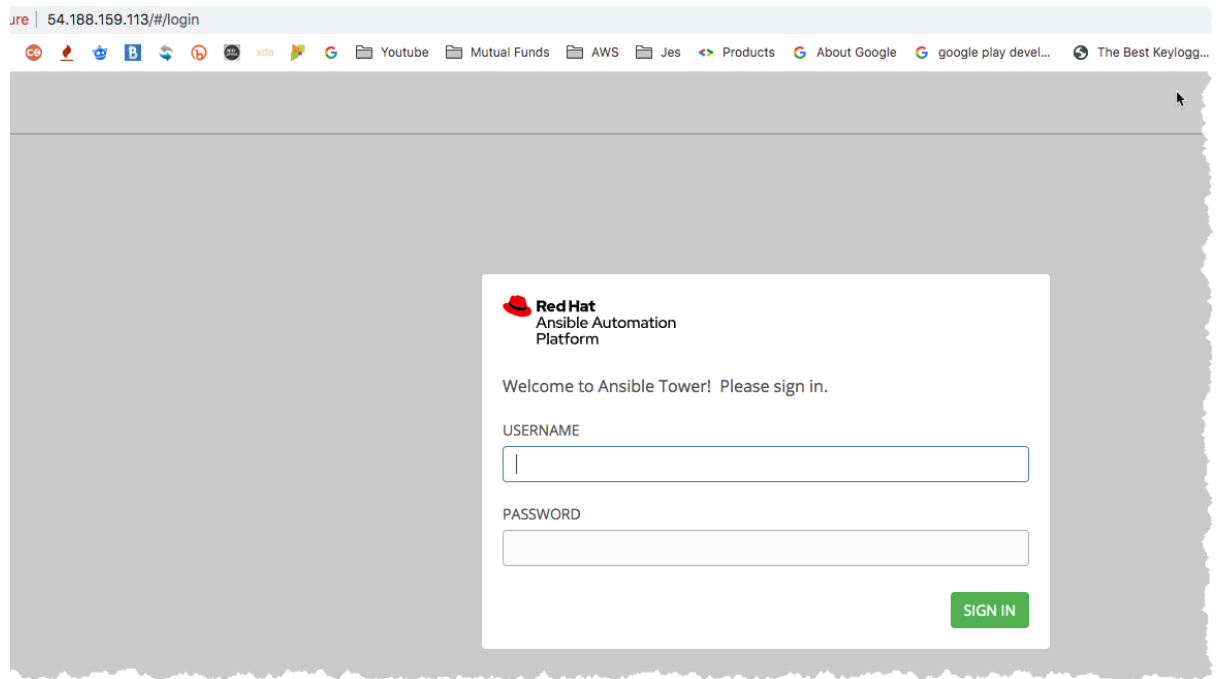 ure 54.188.159.113/#/login
Youtube Mutual Funds AWS Jes Products About Google google play devel... The Best Keylogg...
Red Hat
Ansible Automation
Platform
Welcome to Ansible Tower! Please sign in.
USERNAME
PASSWORD
SIGN IN